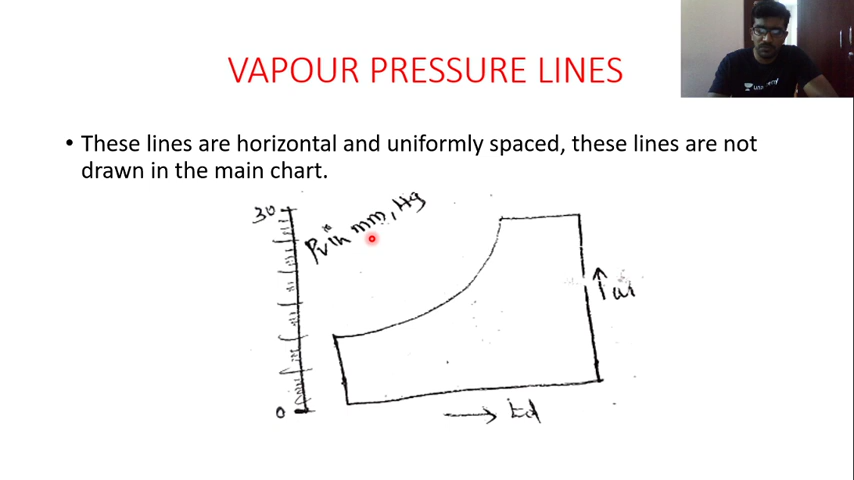 VAPOUR PRESSURE LINES
• These lines are horizontal and uniformly spaced, these lines are not
drawn in the main chart.
30
Pv in mm, Hg
ω
0
td